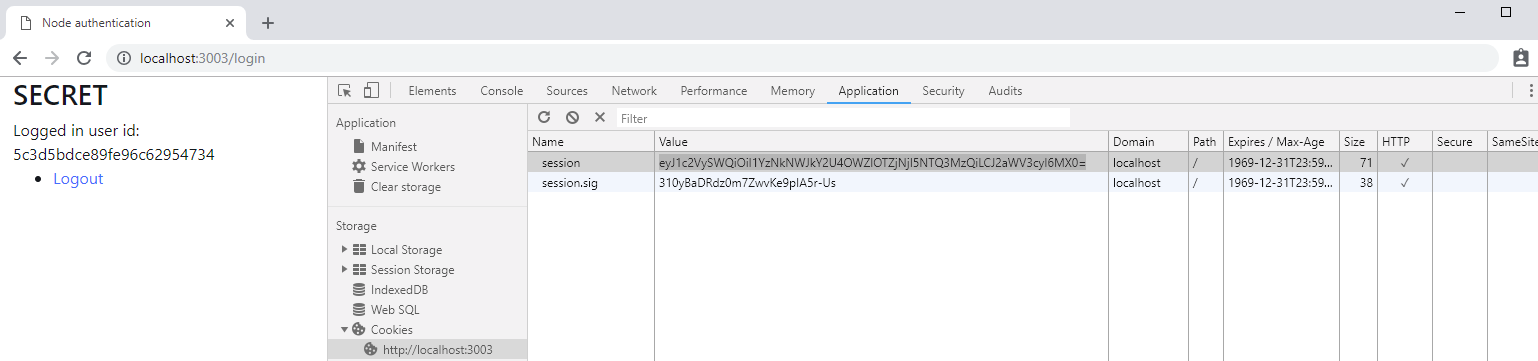 Node authentication
localhost:3003/login
SECRET
Logged in user id:
5c3d5bdce89fe96c62954734
Logout
Elements Console Sources Network Performance Memory Application Security Audits
Application
Manifest
Service Workers
Clear storage
Storage
Local Storage
Session Storage
IndexedDB
Web SQL
Cookies
http://localhost:3003
Filter
Name Value Domain Path Expires / Max-Age Size HTTP Secure SameSite
session eyJ1c2VySWQiOiI1YzNkNWJkY2U4OWZlOTZjNjI5NTQ3MzQiLCJ2aWV3cyI6MX0= localhost / 1969-12-31T23:59... 71 ✓
session.sig 310yBaDRdz0m7ZwvKe9plA5r-Us localhost / 1969-12-31T23:59... 38 ✓